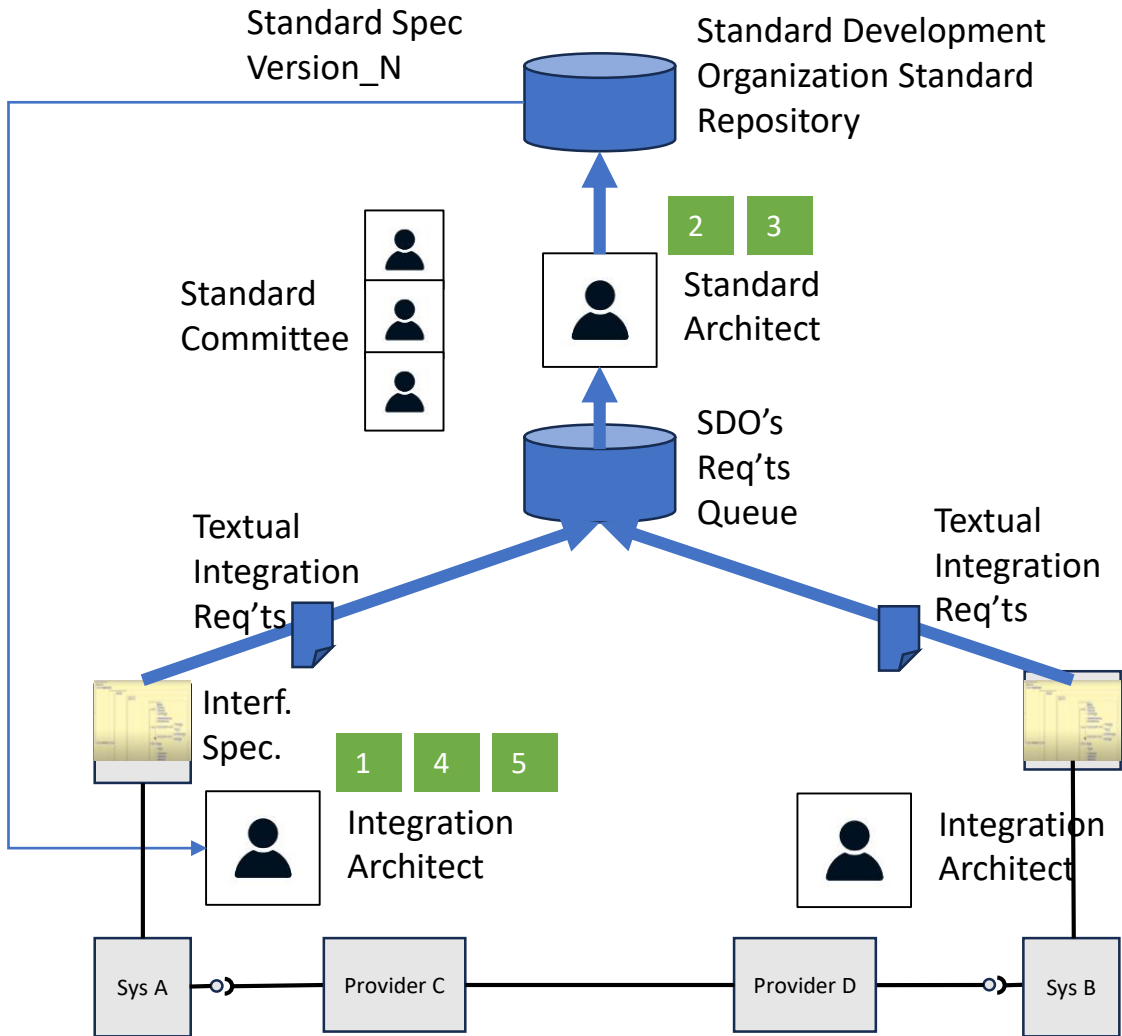 Standard Spec
Version_N
Standard Development
Organization Standard
Repository
2
3
Standard
Committee
Standard
Architect
SDO’s
Req’ts
Queue
Textual
Integration
Req’ts
Textual
Integration
Req’ts
Interf.
Spec.
1
4
5
Integration
Architect
Integration
Architect
Sys A
Provider C
Provider D
Sys B